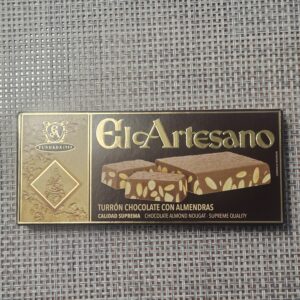 El Artesano
TURRÓN CHOCOLATE CON ALMENDRAS
CALIDAD SUPREMA CHOCOLATE ALMOND NOUGAT - SUPREME QUALITY